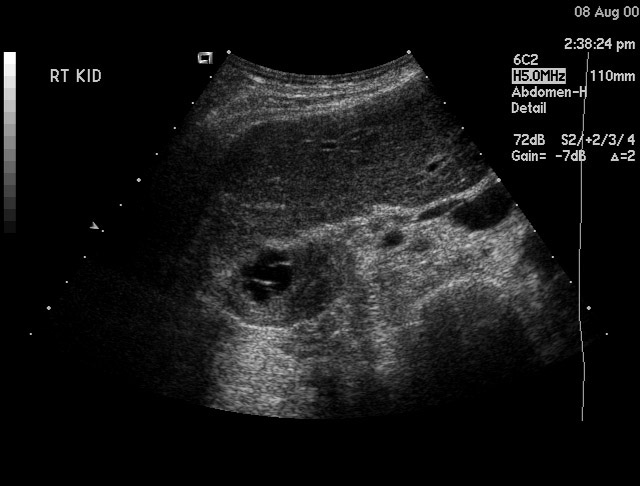 08 Aug 00
2:38:24 pm
RT KID
6C2
H5.0MHz 110mm
Abdomen-H
Detail
72dB S2/+2/3/4
Gain= -7dB ▵=2